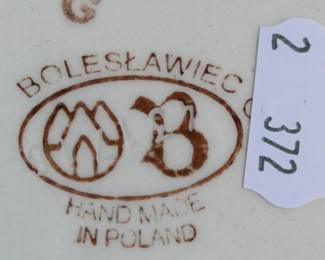 BOLESŁAWIEC
B
HAND MADE
IN POLAND
2 372